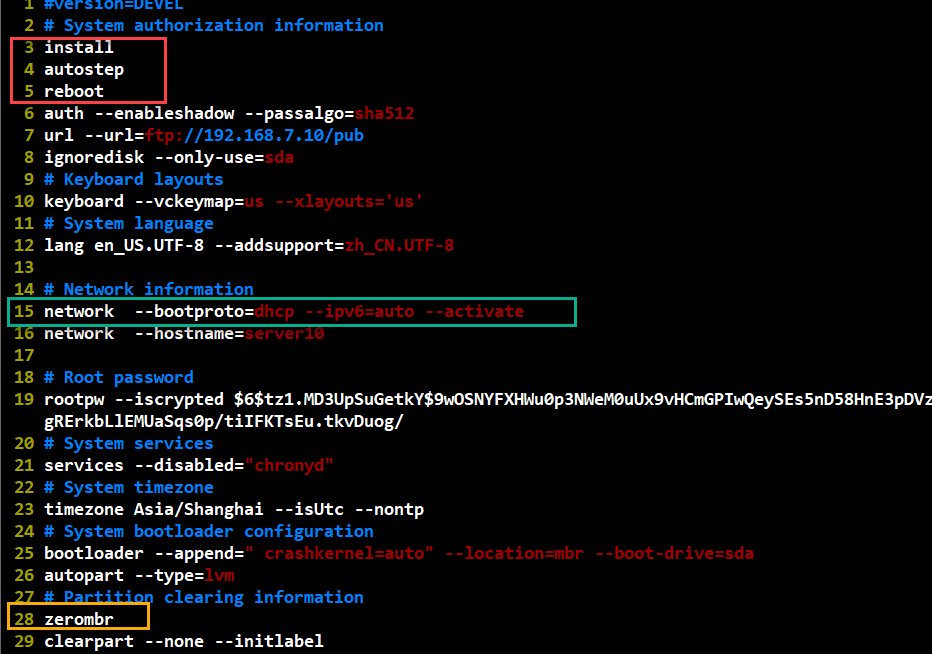 1 #version=DEVEL
2 # System authorization information
3 install
4 autostep
5 reboot
6 auth --enableshadow --passalgo=sha512
7 url --url=ftp://192.168.7.10/pub
8 ignoredisk --only-use=sda
9 # Keyboard layouts
10 keyboard --vckeymap=us --xlayouts='us'
11 # System language
12 lang en_US.UTF-8 --addsupport=zh_CN.UTF-8
13
14 # Network information
15 network  --bootproto=dhcp --ipv6=auto --activate
16 network  --hostname=server10
17
18 # Root password
19 rootpw --iscrypted $6$tz1.MD3UpSuGetkY$9wOSNYFXHWu0p3NWeM0uUx9vHCmGPIwQeySEs5nD58HnE3pDVz
gRErkbLlEMUaSqs0p/tiIFKTsEu.tkvDuog/
20 # System services
21 services --disabled="chronyd"
22 # System timezone
23 timezone Asia/Shanghai --isUtc --nontp
24 # System bootloader configuration
25 bootloader --append=" crashkernel=auto" --location=mbr --boot-drive=sda
26 autopart --type=lvm
27 # Partition clearing information
28 zerombr
29 clearpart --none --initlabel